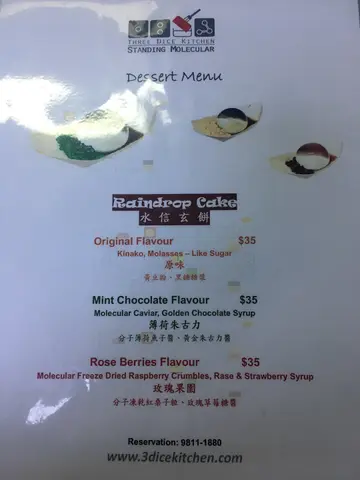 THREE DICE KITCHEN
STANDING MOLECULAR
Dessert Menu
Raindrop Cake
水信玄餅
Original Flavour $35
Kinako, Molasses – Like Sugar
原味
黃豆粉、黑糖糖漿
Mint Chocolate Flavour $35
Molecular Caviar, Golden Chocolate Syrup
薄荷朱古力
分子薄荷魚子醬、黃金朱古力醬
Rose Berries Flavour $35
Molecular Freeze Dried Raspberry Crumbles, Rase & Strawberry Syrup
玫瑰果園
分子凍乾紅桑子粒、玫瑰草莓糖醬
Reservation: 9811-1880
www.3dicekitchen.com